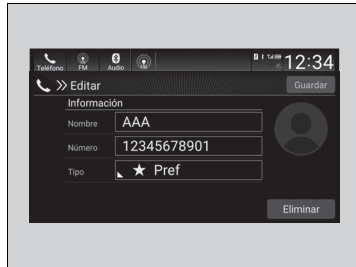 Teléfono FM Audio 12:34
Editar Guardar
Información
Nombre AAA
Número 12345678901
Tipo ★ Pref
Eliminar